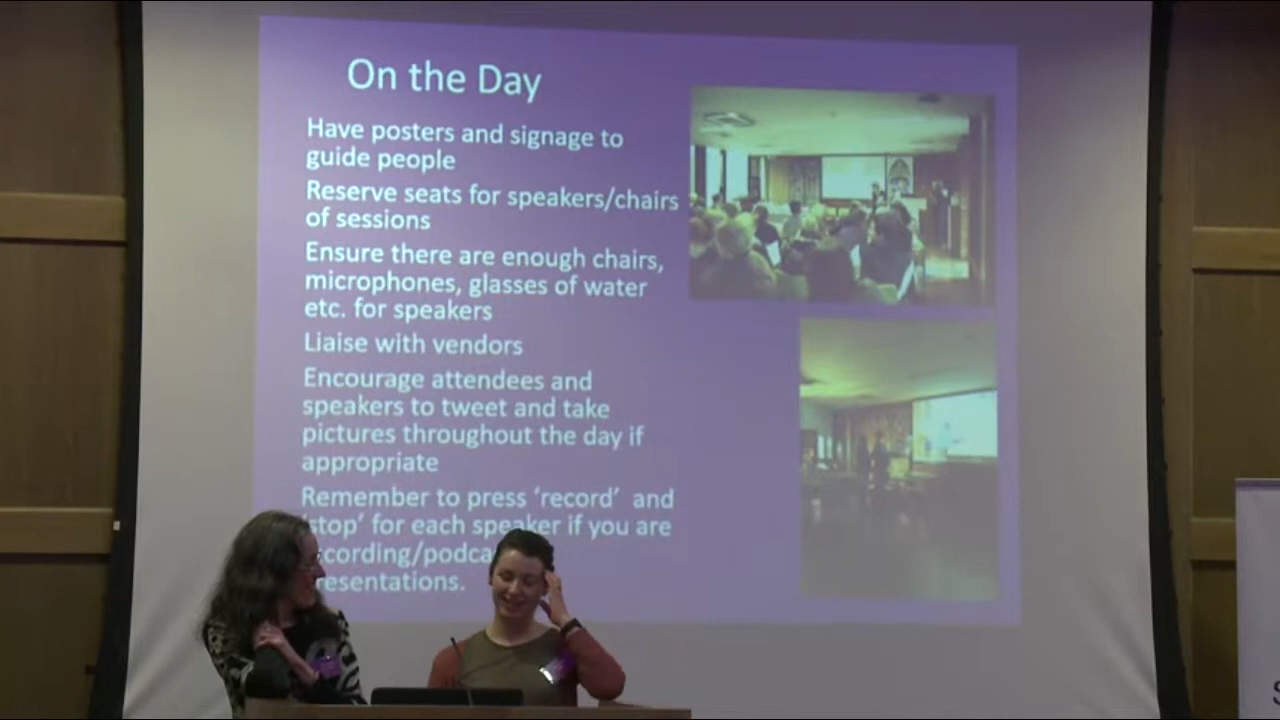 On the Day
Have posters and signage to
guide people
Reserve seats for speakers/chairs
of sessions
Ensure there are enough chairs,
microphones, glasses of water
etc. for speakers
Liaise with vendors
Encourage attendees and
speakers to tweet and take
pictures throughout the day if
appropriate
Remember to press ‘record’ and
stop’ for each speaker if you are
cording/podca
resentations.
S